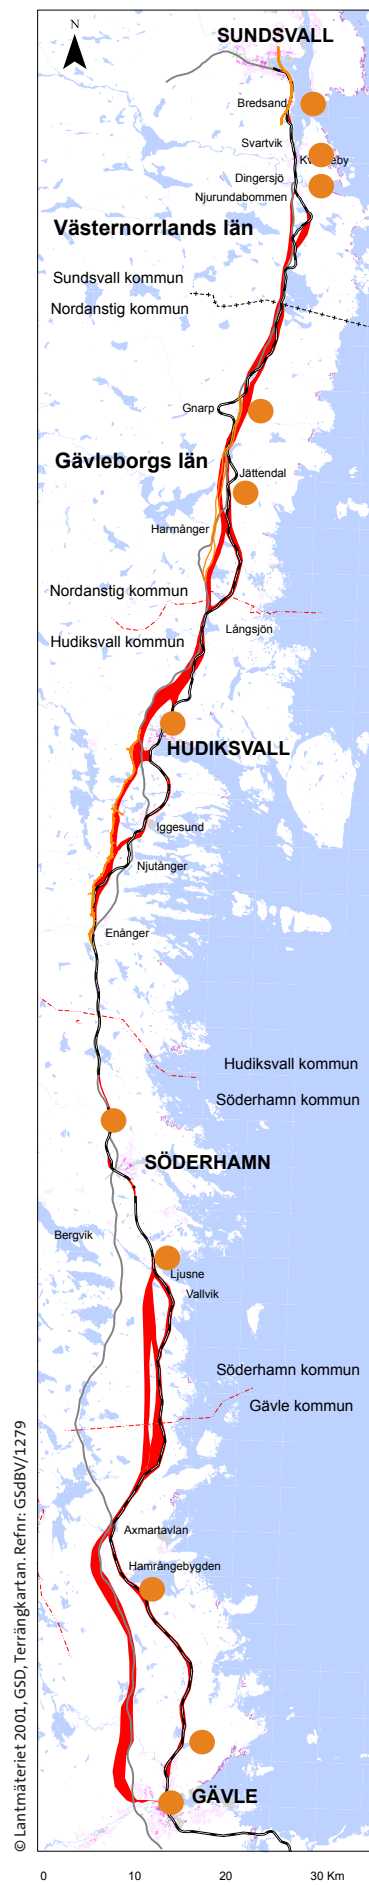 N
SUNDSVALL
Bredsand
Svartvik
Dingersjö
Njurundabommen
Västernorrlands län
Sundsvall kommun
Nordanstig kommun
Gnarp
Gävleborgs län
Jättendal
Harmånger
Nordanstig kommun
Långsjön
Hudiksvall kommun
HUDIKSVALL
Iggesund
Njutånger
Enånger
Hudiksvall kommun
Söderhamn kommun
SÖDERHAMN
Bergvik
Ljusne
Vallvik
Söderhamn kommun
Gävle kommun
Axmartavlan
Hamrångebygden
GÄVLE
© Lantmäteriet 2001, GSD, Terrängkartan. Refnr: GSdBV/1279
0 10 20 30 Km